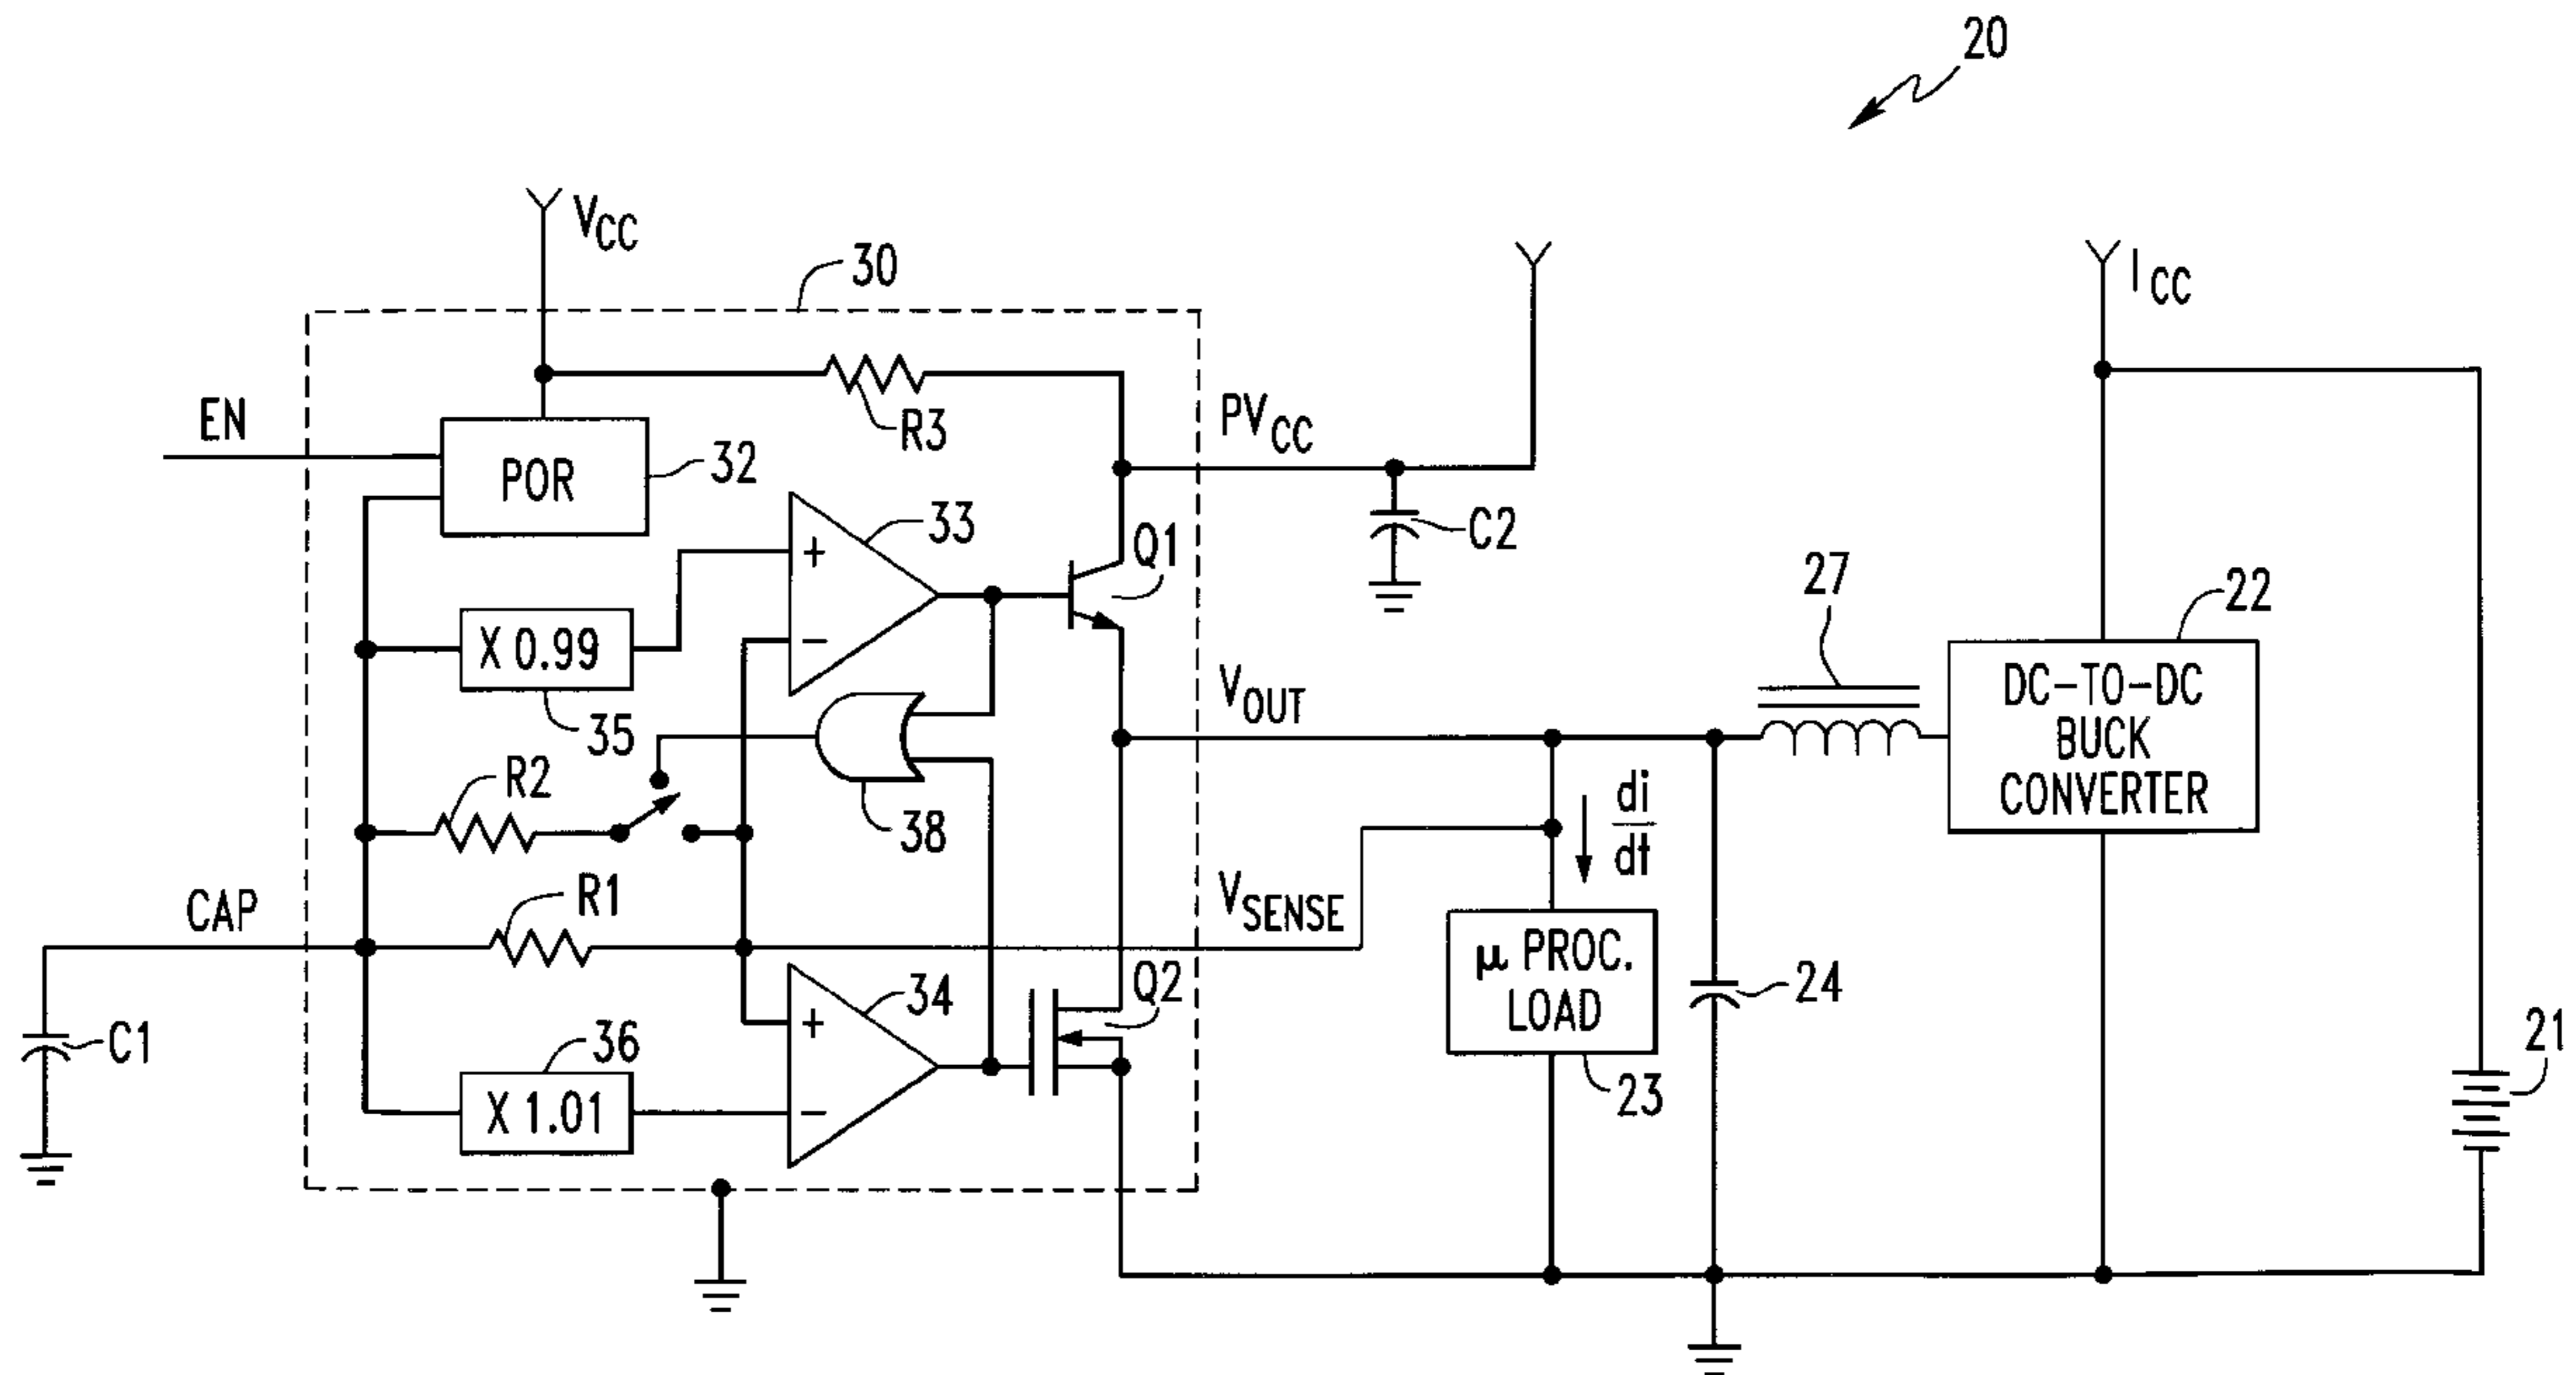 20
VCC
30
ICC
EN
R3
PVCC
POR
32
33
Q1
C2
27
22
X 0.99
35
+
−
VOUT
DC-TO-DC
BUCK
CONVERTER
R2
38
di
dt
R1
CAP
VSENSE
μ PROC.
LOAD
24
C1
36
34
Q2
+
−
X 1.01
23
21